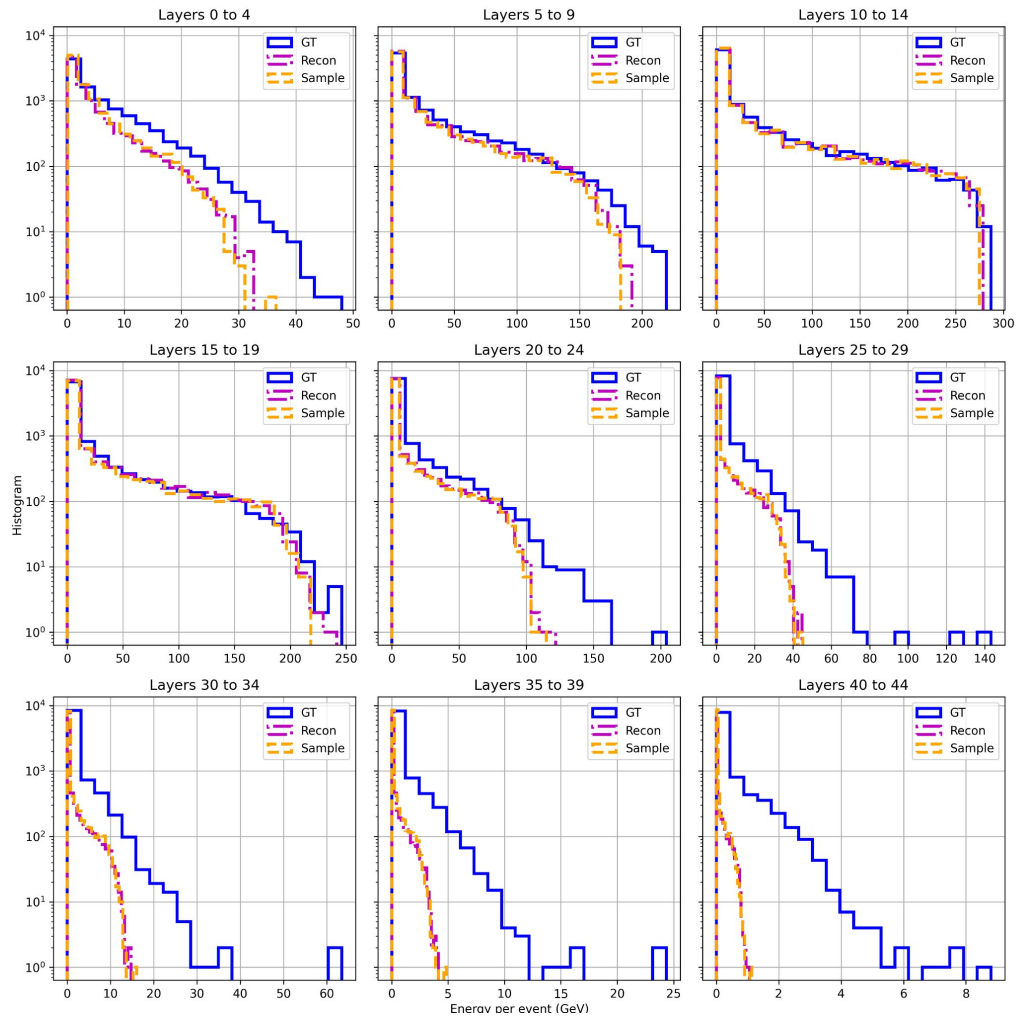 Layers 0 to 4
10⁴
10³
10²
10¹
10⁰
0 10 20 30 40 50
GT
Recon
Sample
Layers 5 to 9
0 50 100 150 200
GT
Recon
Sample
Layers 10 to 14
0 50 100 150 200 250 300
GT
Recon
Sample
Histogram
Layers 15 to 19
10⁴
10³
10²
10¹
10⁰
0 50 100 150 200 250
GT
Recon
Sample
Layers 20 to 24
0 50 100 150 200
GT
Recon
Sample
Layers 25 to 29
0 20 40 60 80 100 120 140
GT
Recon
Sample
Layers 30 to 34
10⁴
10³
10²
10¹
10⁰
0 10 20 30 40 50 60
GT
Recon
Sample
Layers 35 to 39
0 5 10 15 20 25
GT
Recon
Sample
Layers 40 to 44
0 2 4 6 8
GT
Recon
Sample
Energy per event (GeV)